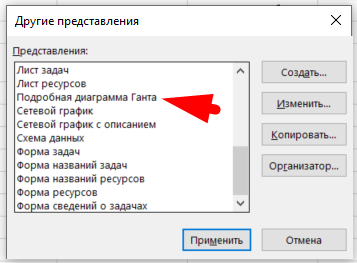 Другие представления
Представления:
Лист задач
Лист ресурсов
Подробная диаграмма Ганта
Сетевой график
Сетевой график с описанием
Схема данных
Форма задач
Форма названий задач
Форма названий ресурсов
Форма ресурсов
Форма сведений о задачах
Создать...
Изменить...
Копировать...
Организатор...
Применить
Отмена